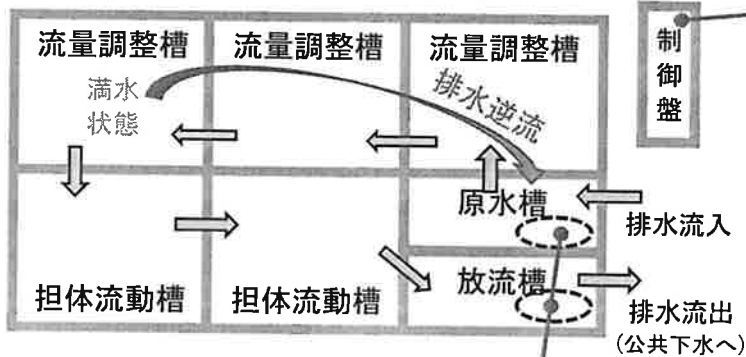 流量調整槽
流量調整槽
流量調整槽
満水
状態
排水逆流
制
御
盤
原水槽
排水流入
担体流動槽
担体流動槽
放流槽
排水流出
(公共下水へ)